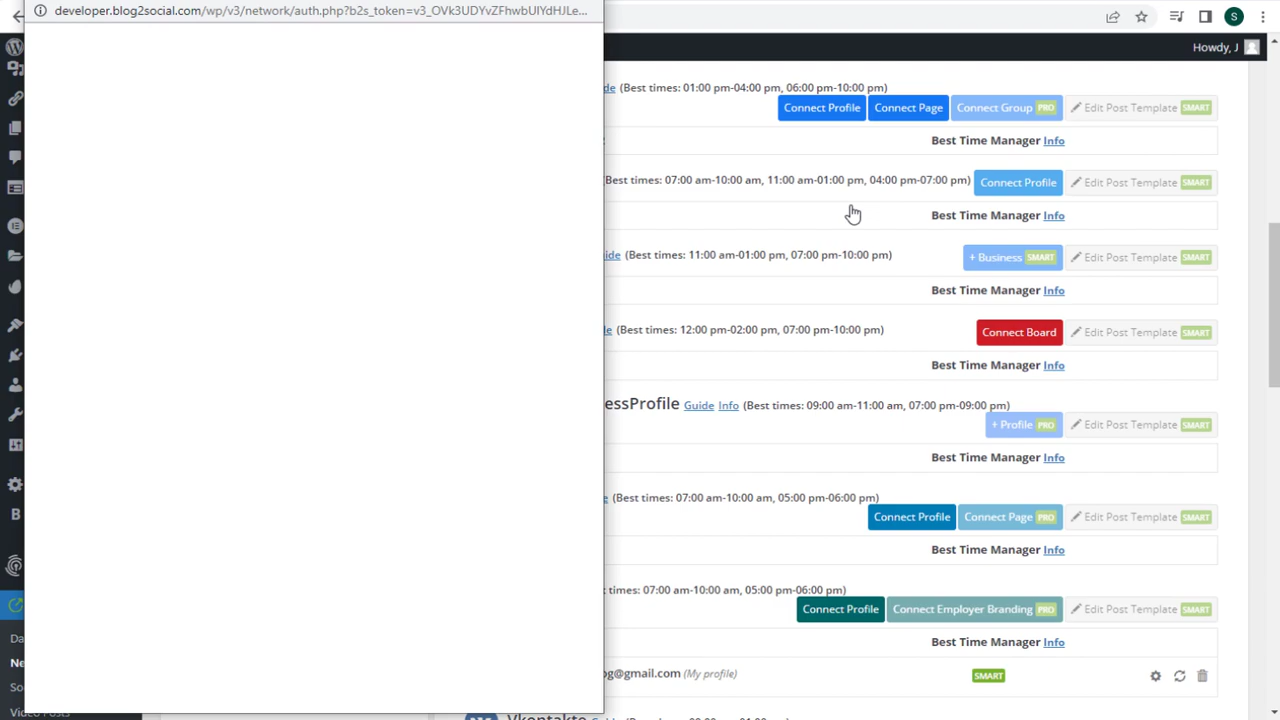 developer.blog2social.com/wp/v3/network/auth.php?b2s_token=v3_OVk3UDYvZFhwbUlYdHJLe...
S
Howdy, J
de (Best times: 01:00 pm-04:00 pm, 06:00 pm-10:00 pm)
Connect Profile Connect Page Connect Group PRO Edit Post Template SMART
Best Time Manager Info
(Best times: 07:00 am-10:00 am, 11:00 am-01:00 pm, 04:00 pm-07:00 pm) Connect Profile Edit Post Template SMART
Best Time Manager Info
ide (Best times: 11:00 am-01:00 pm, 07:00 pm-10:00 pm) + Business SMART Edit Post Template SMART
Best Time Manager Info
le (Best times: 12:00 pm-02:00 pm, 07:00 pm-10:00 pm) Connect Board Edit Post Template SMART
Best Time Manager Info
essProfile Guide Info (Best times: 09:00 am-11:00 am, 07:00 pm-09:00 pm)
+ Profile PRO Edit Post Template SMART
Best Time Manager Info
e (Best times: 07:00 am-10:00 am, 05:00 pm-06:00 pm)
Connect Profile Connect Page PRO Edit Post Template SMART
Best Time Manager Info
t times: 07:00 am-10:00 am, 05:00 pm-06:00 pm)
Connect Profile Connect Employer Branding PRO Edit Post Template SMART
Best Time Manager Info
og@gmail.com (My profile) SMART
B
Da
Ne
So
Video Posts
Vkontakte